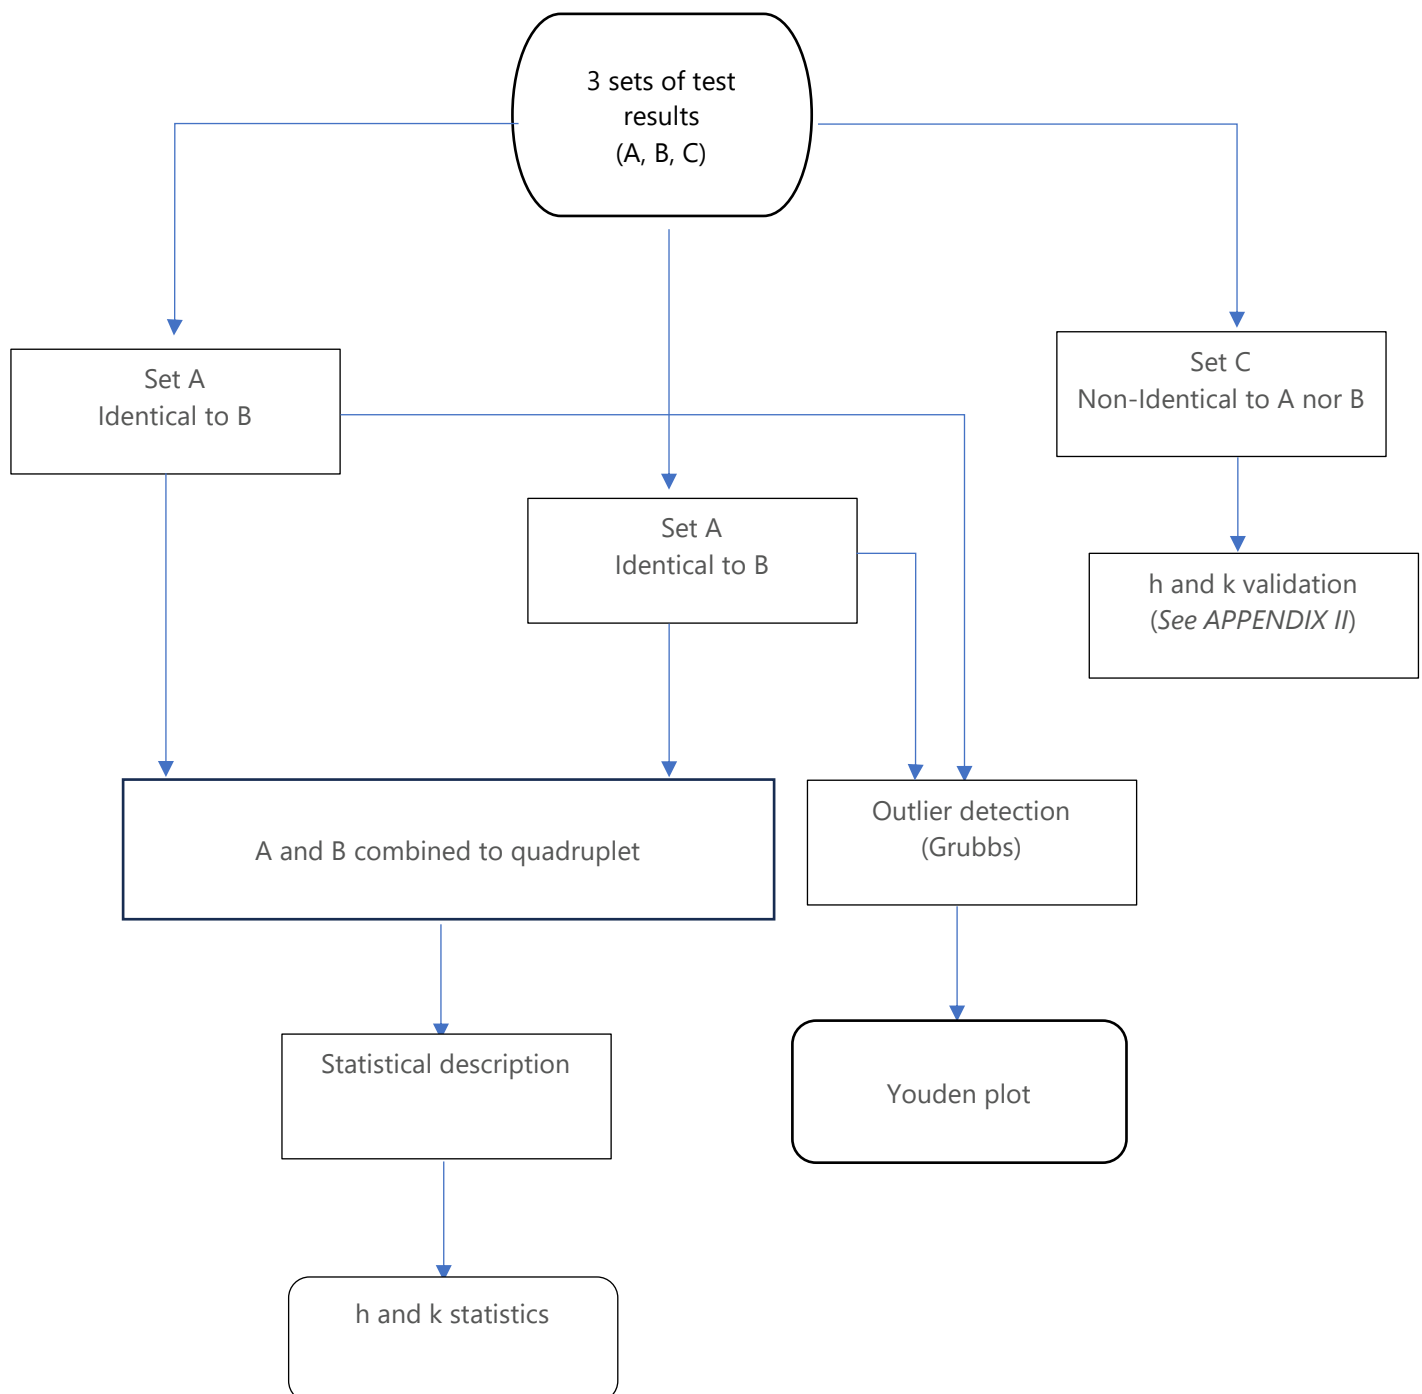 3 sets of test
results
(A, B, C)
Set A
Identical to B
Set C
Non-Identical to A nor B
Set A
Identical to B
h and k validation
(See APPENDIX II)
A and B combined to quadruplet
Outlier detection
(Grubbs)
Statistical description
Youden plot
h and k statistics